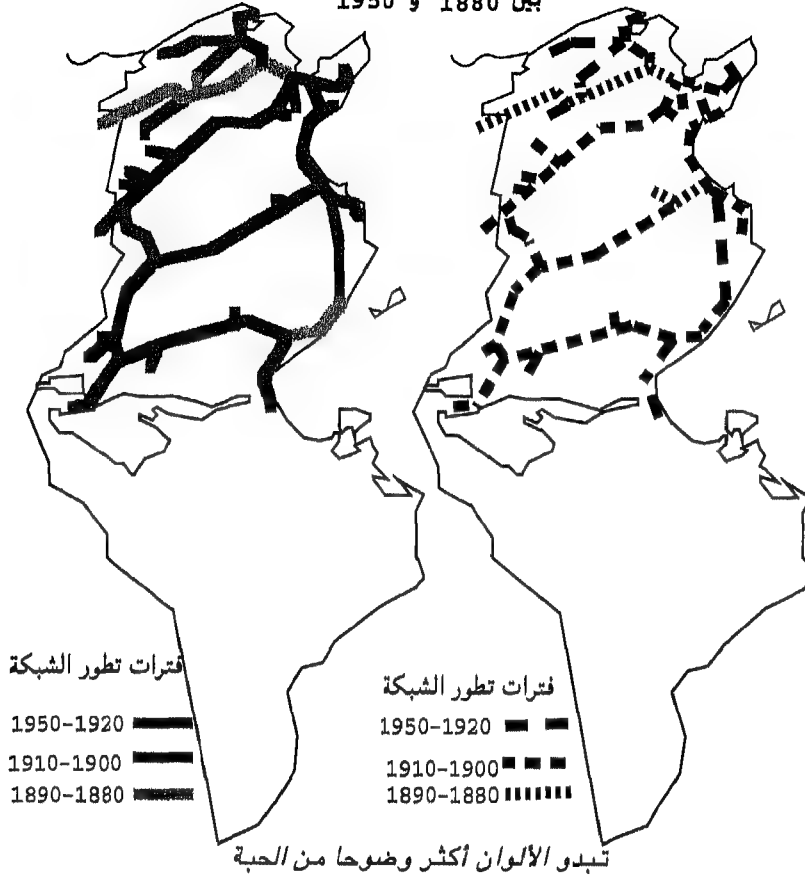 1950 و 1880
فترات تطور الشبكة
1950-1920
1910-1900
1890-1880
فترات تطور الشبكة
1950-1920
1910-1900
1890-1880
تبدو الألوان أكثر وضوحا من الحبة